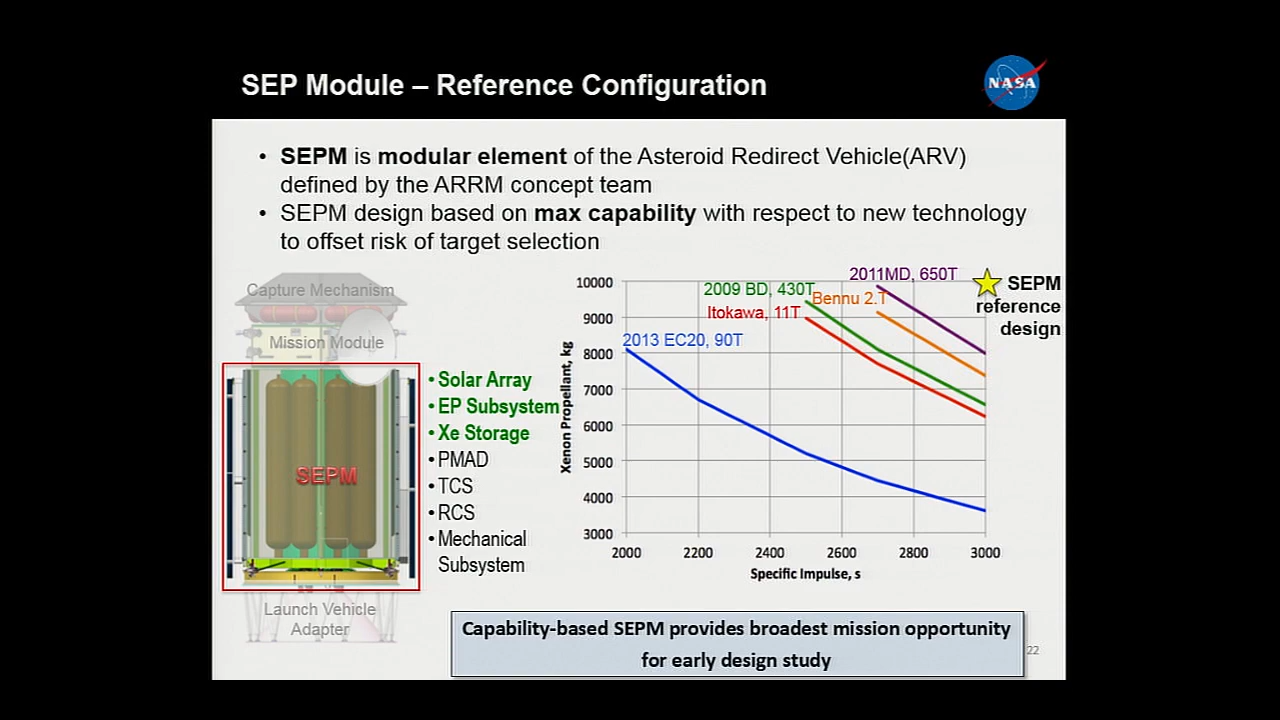 SEP Module – Reference Configuration
NASA
• SEPM is modular element of the Asteroid Redirect Vehicle(ARV)
defined by the ARRM concept team
• SEPM design based on max capability with respect to new technology
to offset risk of target selection
Capture Mechanism
Mission Module
SEPM
Launch Vehicle
Adapter
• Solar Array
• EP Subsystem
• Xe Storage
• PMAD
• TCS
• RCS
• Mechanical
Subsystem
Xenon Propellant, kg
10000
9000
8000
7000
6000
5000
4000
3000
2000
2200
2400
2600
2800
3000
Specific Impulse, s
2011MD, 650T
2009 BD, 430T
Bennu 2.T
Itokawa, 11T
2013 EC20, 90T
SEPM
reference
design
Capability-based SEPM provides broadest mission opportunity
for early design study
22